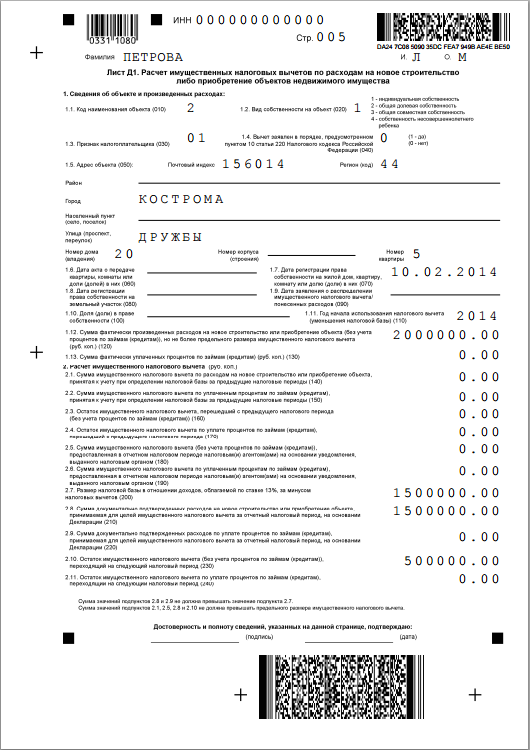 ИНН 000000000000
0331 1080
Стр. 005
DA24 7C08 5090 35DC FEA7 949B AE4E BE50
Фамилия ПЕТРОВА И. Л О. М
Лист Д1. Расчет имущественных налоговых вычетов по расходам на новое строительство
либо приобретение объектов недвижимого имущества
1. Сведения об объекте и произведенных расходах:
1.1. Код наименования объекта (010) 2
1.2. Вид собственности на объект (020) 1
1 - индивидуальная собственность
2 - общая долевая собственность
3 - общая совместная собственность
4 - собственность несовершеннолетнего
ребенка
1.3. Признак налогоплательщика (030) 01
1.4. Вычет заявлен в порядке, предусмотренном
пунктом 10 статьи 220 Налогового кодекса Российской
Федерации (040)
0 (1 - да)
(0 - нет)
1.5. Адрес объекта (050): Почтовый индекс 156014 Регион (код) 44
Район
Город КОСТРОМА
Населенный пункт
(село, поселок)
Улица (проспект,
переулок) ДРУЖБЫ
Номер дома
(владения) 20
Номер корпуса
(строения)
Номер
квартиры 5
1.6. Дата акта о передаче
квартиры, комнаты или
доли (долей) в них (060)
1.7. Дата регистрации права
собственности на жилой дом, квартиру,
комнату или долю (доли) в них (070)
10.02.2014
1.8. Дата регистрации
права собственности на
земельный участок (080)
1.9. Дата заявления о распределении
имущественного налогового вычета/
понесенных расходов (090)
1.10. Доля (доли) в праве
собственности (100)
1.11. Год начала использования налогового вычета
(уменьшения налоговой базы) (110)
2014
1.12. Сумма фактически произведенных расходов на новое строительство или приобретение объекта (без учета
процентов по займам (кредитам)), но не более предельного размера имущественного налогового вычета
(руб. коп.) (120)
2000000.00
1.13. Сумма фактически уплаченных процентов по займам (кредитам) (руб. коп.) (130) 0.00
2. Расчет имущественного налогового вычета (руб. коп.)
2.1. Сумма имущественного налогового вычета по расходам на новое строительство или приобретение объекта,
принятая к учету при определении налоговой базы за предыдущие налоговые периоды (140)
0.00
2.2. Сумма имущественного налогового вычета по уплаченным процентам по займам (кредитам),
принятая к учету при определении налоговой базы за предыдущие налоговые периоды (150)
0.00
2.3. Остаток имущественного налогового вычета, перешедший с предыдущего налогового периода
(без учета процентов по займам (кредитам)) (160)
0.00
2.4. Остаток имущественного налогового вычета по уплате процентов по займам (кредитам),
перешедший с предыдущего налогового периода (170)
0.00
2.5. Сумма имущественного налогового вычета (без учета процентов по займам (кредитам)),
предоставленная в отчетном налоговом периоде налоговым(и) агентом(ами) на основании уведомления,
выданного налоговым органом (180)
0.00
2.6. Сумма имущественного налогового вычета по уплаченным процентам по займам (кредитам),
предоставленная в отчетном налоговом периоде налоговым(и) агентом(ами) на основании уведомления,
выданного налоговым органом (190)
0.00
2.7. Размер налоговой базы в отношении доходов, облагаемой по ставке 13%, за минусом
налоговых вычетов (200)
1500000.00
2.8. Сумма документально подтвержденных расходов на новое строительство или приобретение объекта,
принимаемая для целей имущественного налогового вычета за отчетный налоговый период, на основании
Декларации (210)
1500000.00
2.9. Сумма документально подтвержденных расходов по уплате процентов по займам (кредитам),
принимаемая для целей имущественного налогового вычета за отчетный налоговый период, на основании
Декларации (220)
0.00
2.10. Остаток имущественного налогового вычета (без учета процентов по займам (кредитам)),
переходящий на следующий налоговый период (230)
500000.00
2.11. Остаток имущественного налогового вычета по уплате процентов по займам (кредитам),
переходящий на следующий налоговый период (240)
0.00
Сумма значений подпунктов 2.8 и 2.9 не должна превышать значение подпункта 2.7.
Сумма значений подпунктов 2.1, 2.5, 2.8 и 2.10 не должна превышать предельного размера имущественного налогового вычета.
Достоверность и полноту сведений, указанных на данной странице, подтверждаю:
(подпись) (дата)